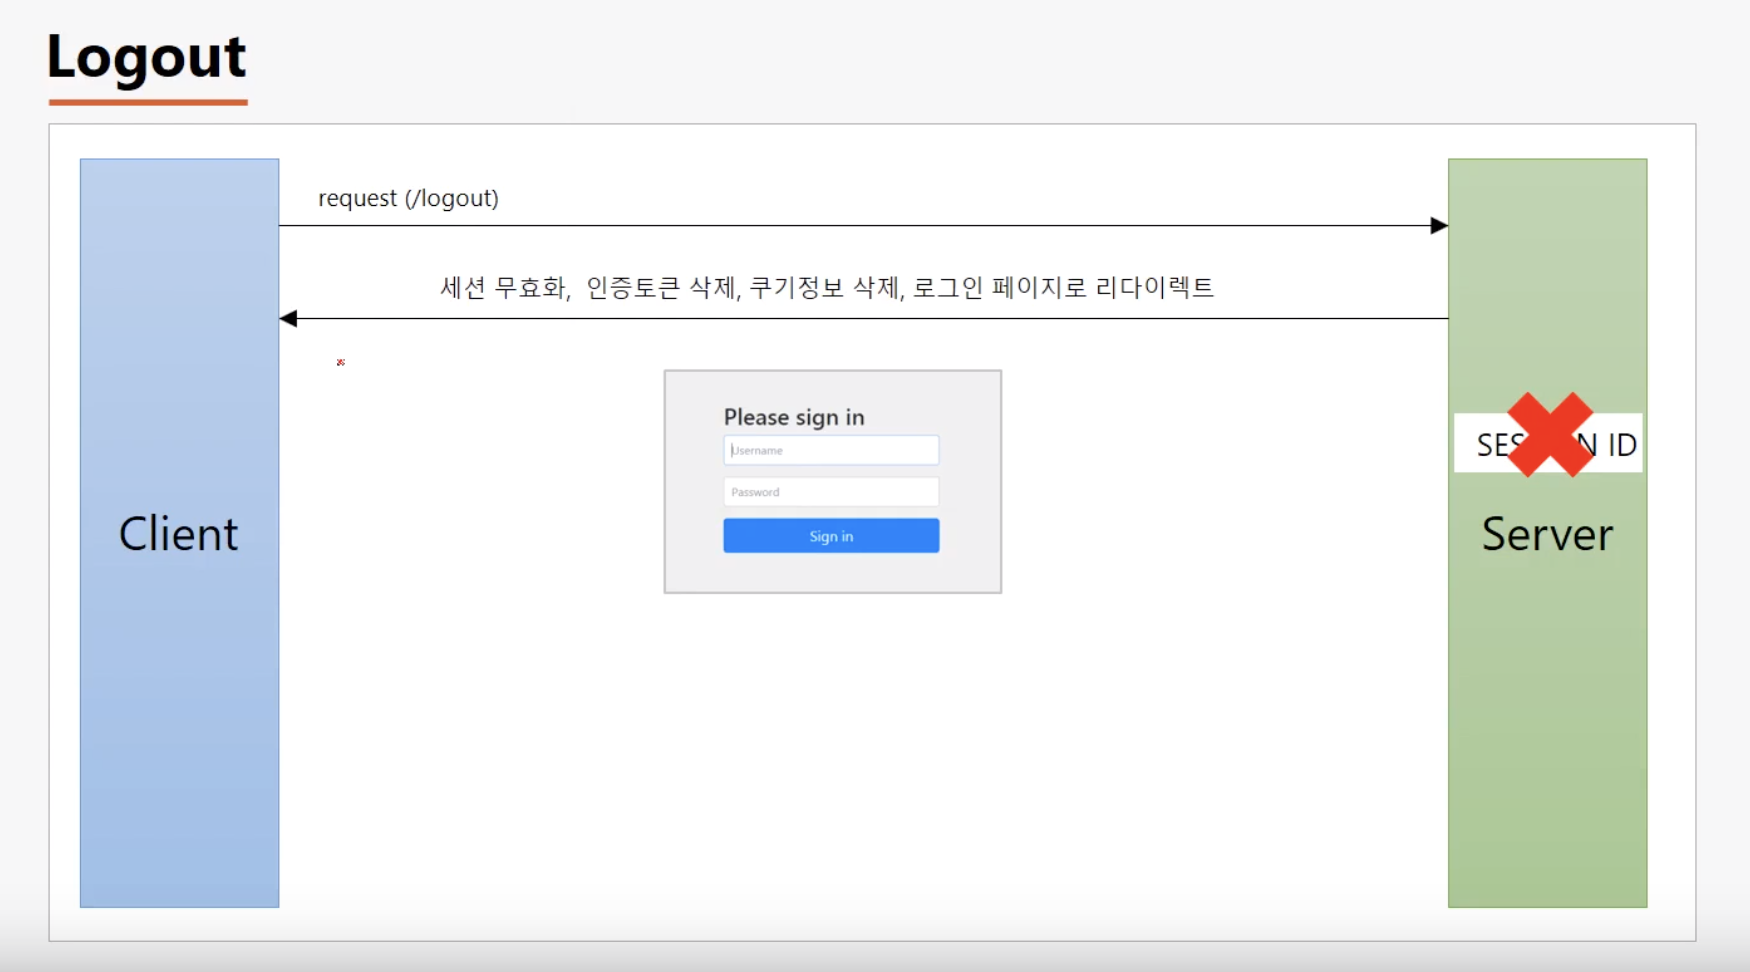 Logout
request (/logout)
세션 무효화, 인증토큰 삭제, 쿠기정보 삭제, 로그인 페이지로 리다이렉트
Please sign in
Username
Password
Sign in
ID
Client
Server